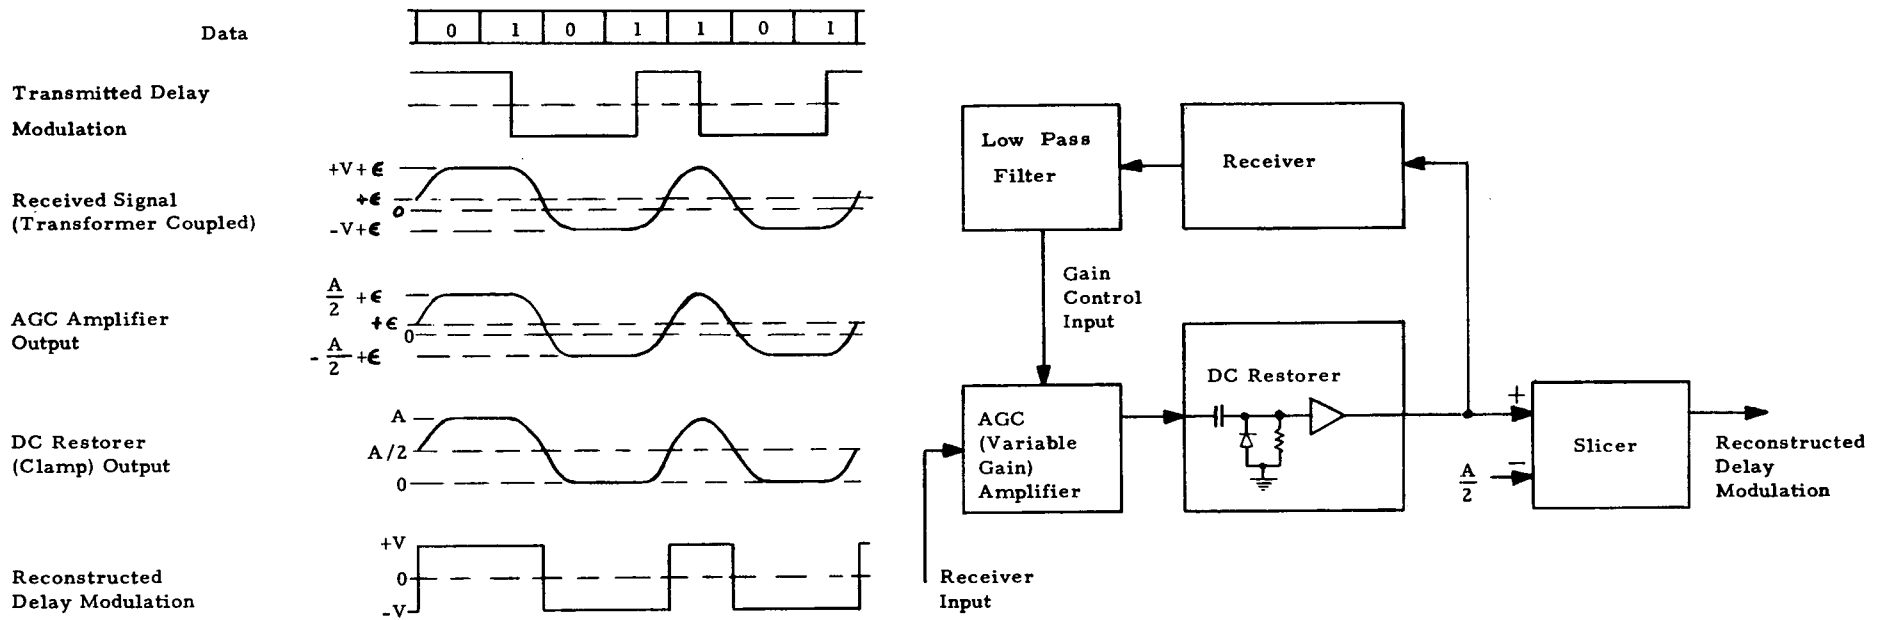 Data
0 1 0 1 1 0 1
Transmitted Delay
Modulation
+V+ϵ
+ϵ
0
-V+ϵ
Received Signal
(Transformer Coupled)
A/2 +ϵ
+ϵ
0
- A/2 +ϵ
AGC Amplifier
Output
A
A/2
0
DC Restorer
(Clamp) Output
+V
0
-V
Reconstructed
Delay Modulation
Low Pass
Filter
Receiver
Gain
Control
Input
AGC
(Variable
Gain)
Amplifier
DC Restorer
+
-
A/2
Slicer
Reconstructed
Delay
Modulation
Receiver
Input